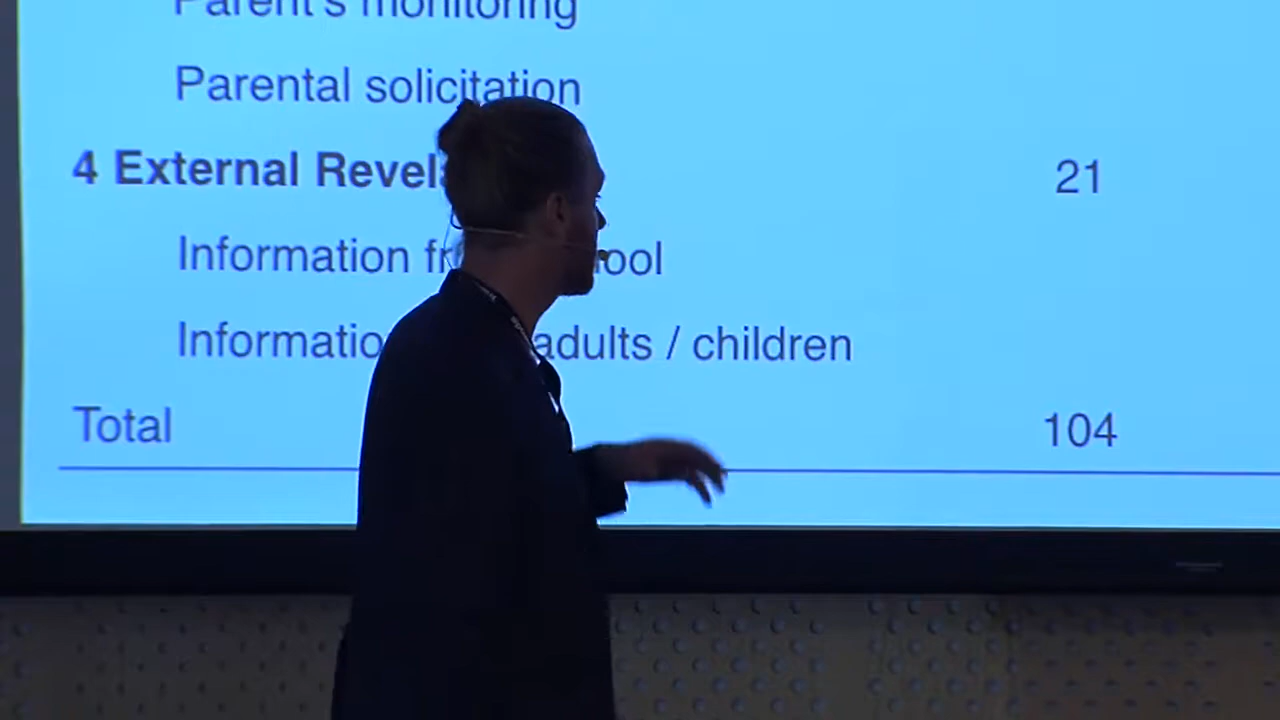 Parent's monitoring
Parental solicitation
4 External Revel
21
Information fr ool
Informatio adults / children
Total
104